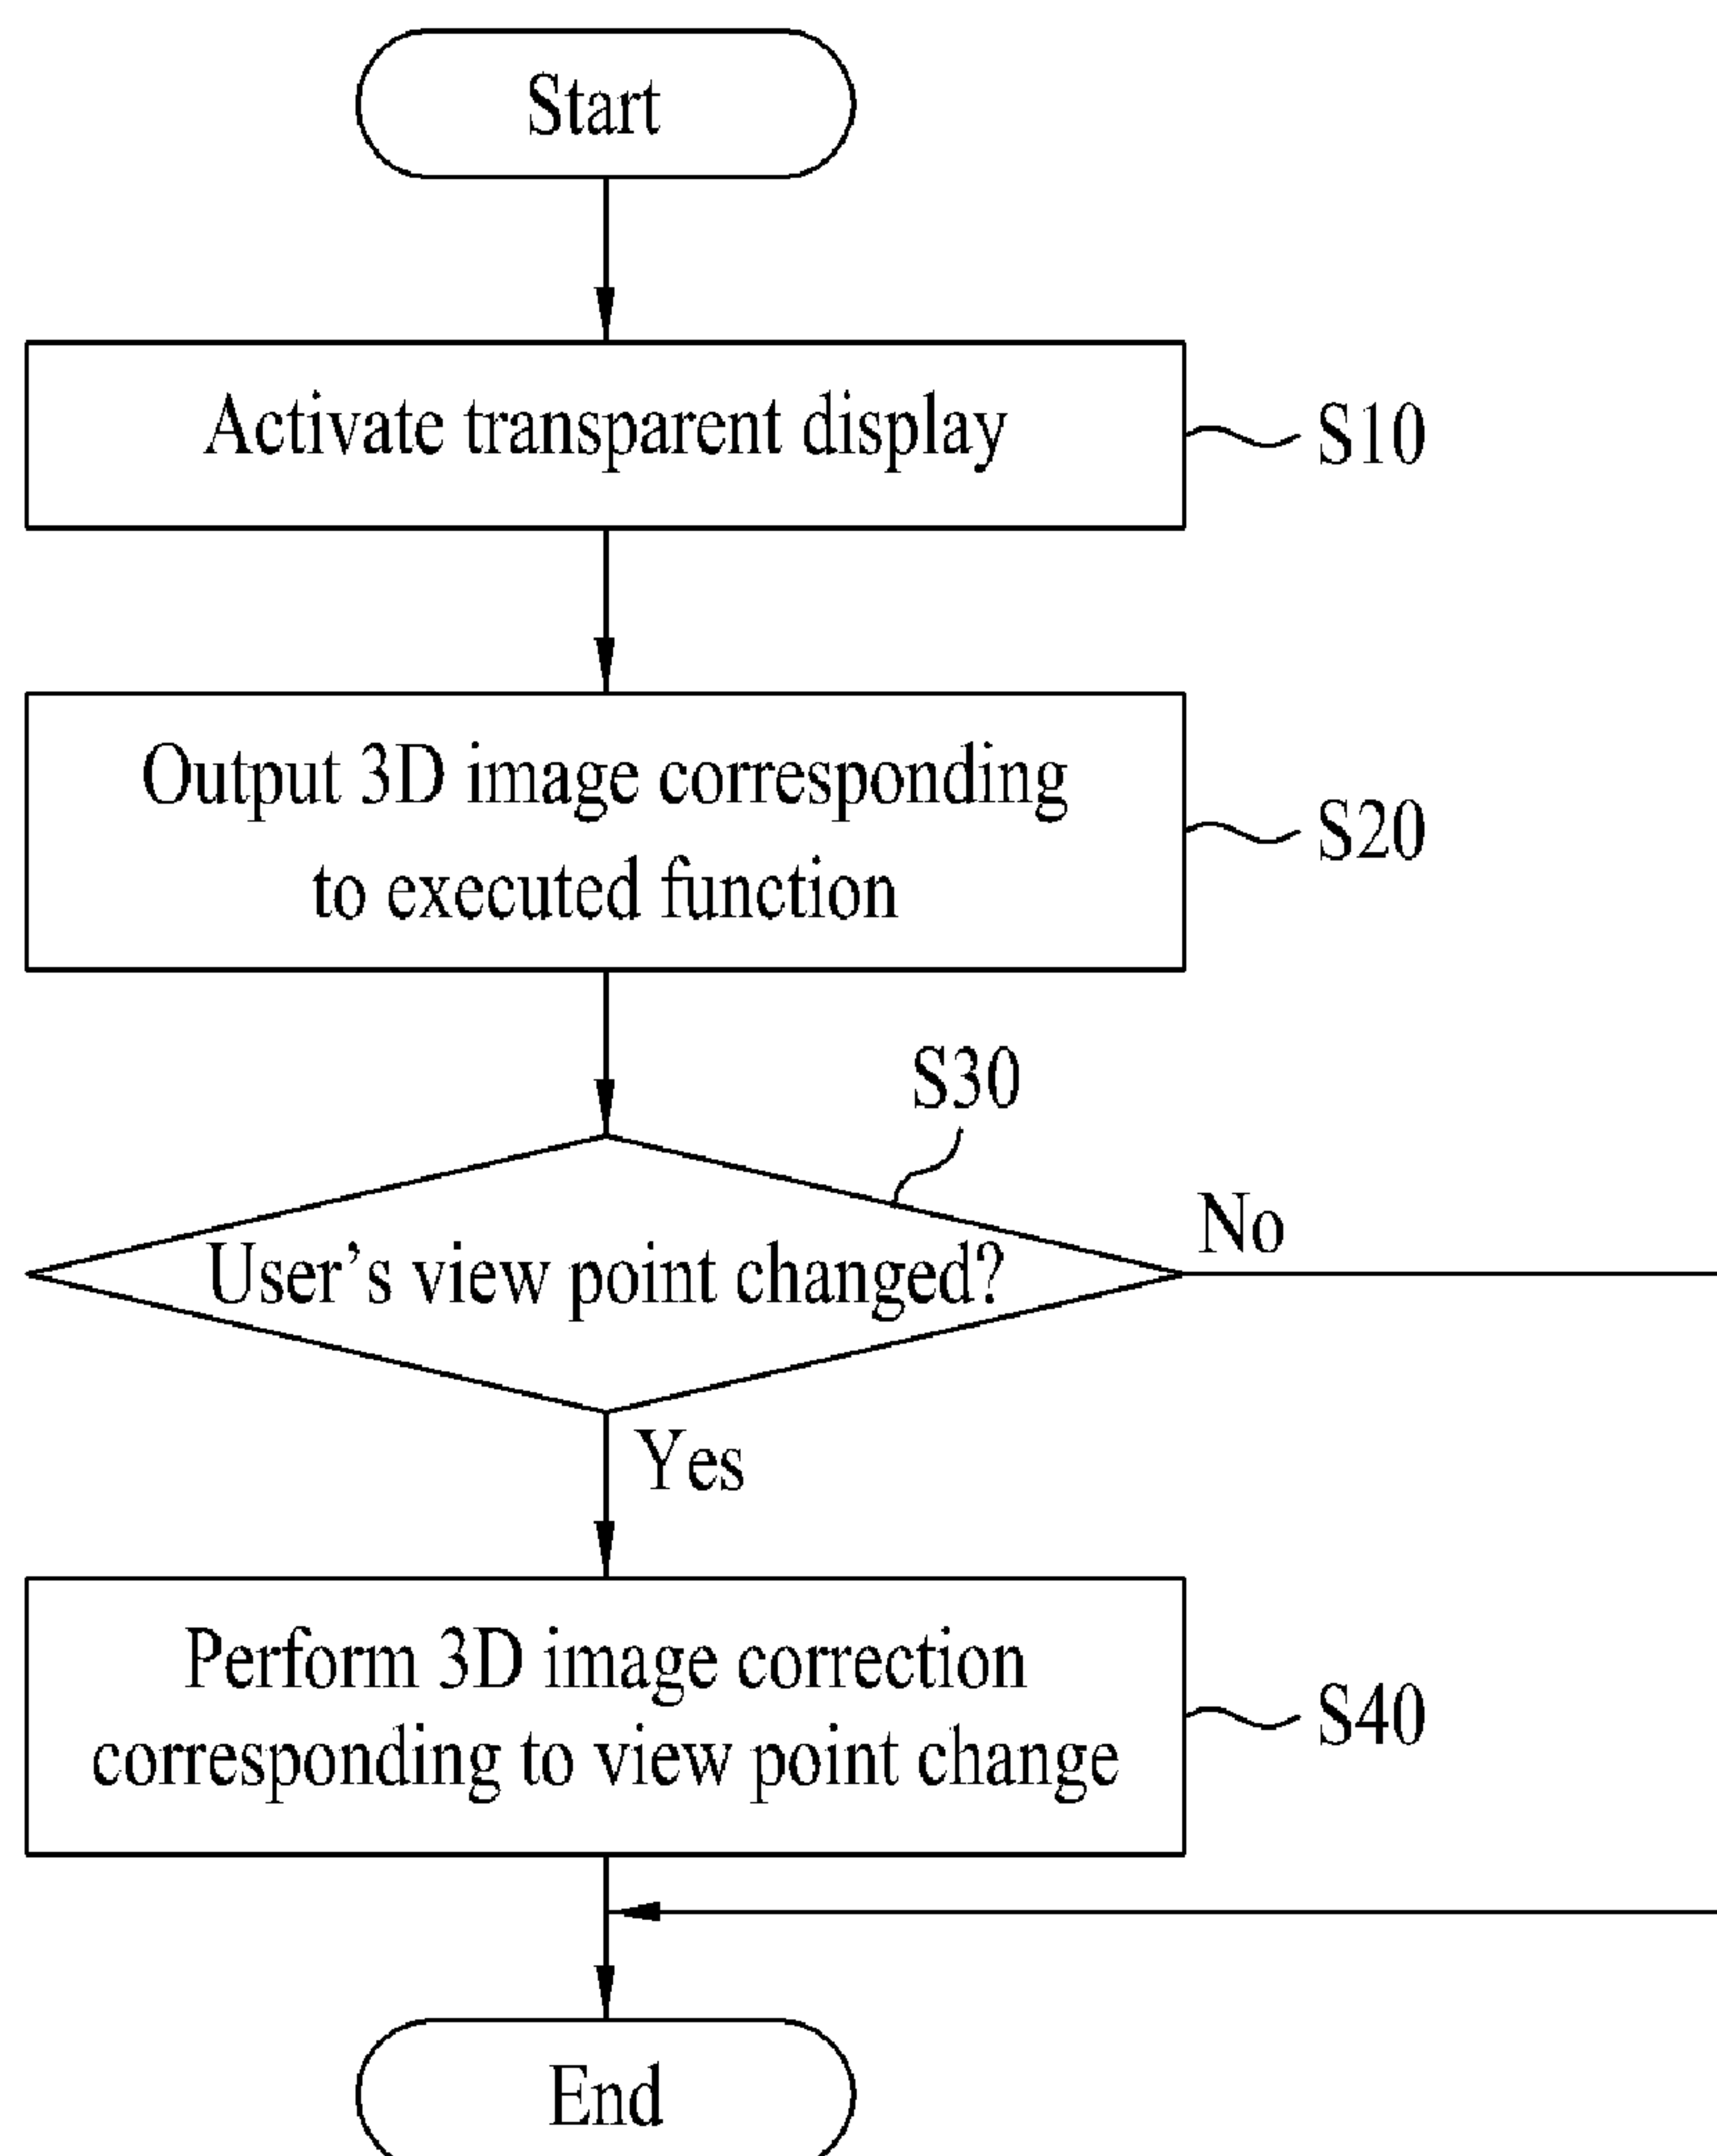 Start
Activate transparent display
S10
Output 3D image corresponding
to executed function
S20
S30
User’s view point changed?
No
Yes
Perform 3D image correction
corresponding to view point change
S40
End